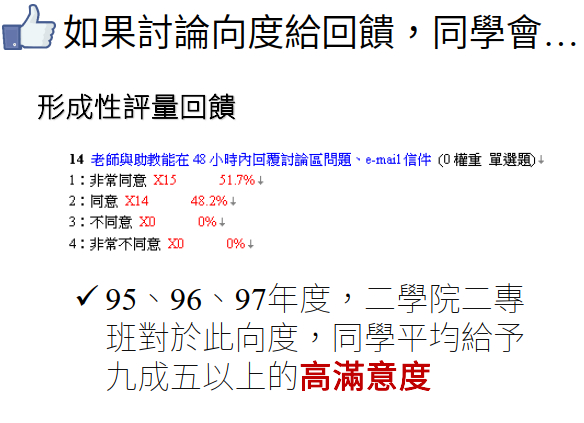 如果討論向度給回饋，同學會…
形成性評量回饋
14 老師與助教能在 48 小時內回覆討論區問題、e-mail 信件 (0 權重 單選題)↓
1：非常同意 X15 51.7%↓
2：同意 X14 48.2%↓
3：不同意 X0 0%↓
4：非常不同意 X0 0%↓
✓ 95、96、97年度，二學院二專
班對於此向度，同學平均給予
九成五以上的高滿意度